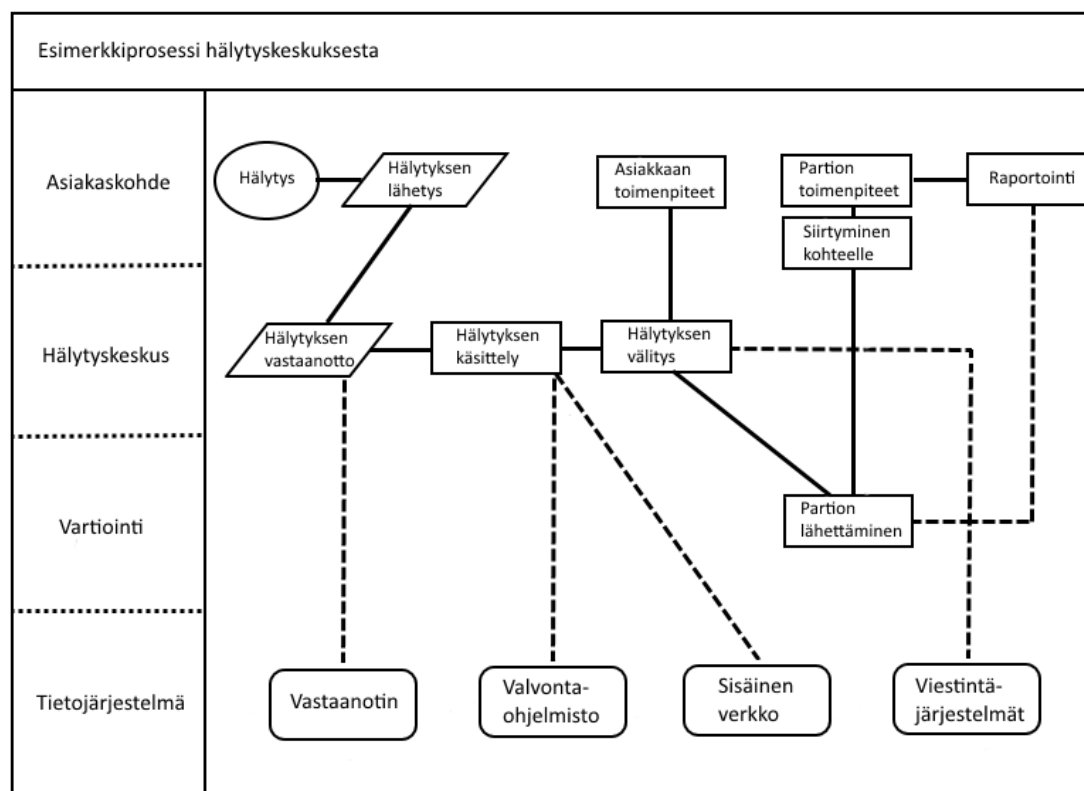 Esimerkkiprosessi hälytyskeskuksesta
Asiakaskohde
Hälytys
Hälytyksen
lähetys
Asiakkaan
toimenpiteet
Partion
toimenpiteet
Raportointi
Siirtyminen
kohteelle
Hälytyskeskus
Hälytyksen
vastaanotto
Hälytyksen
käsittely
Hälytyksen
välitys
Vartiointi
Partion
lähettäminen
Tietojärjestelmä
Vastaanotin
Valvonta-
ohjelmisto
Sisäinen
verkko
Viestintä-
järjestelmät